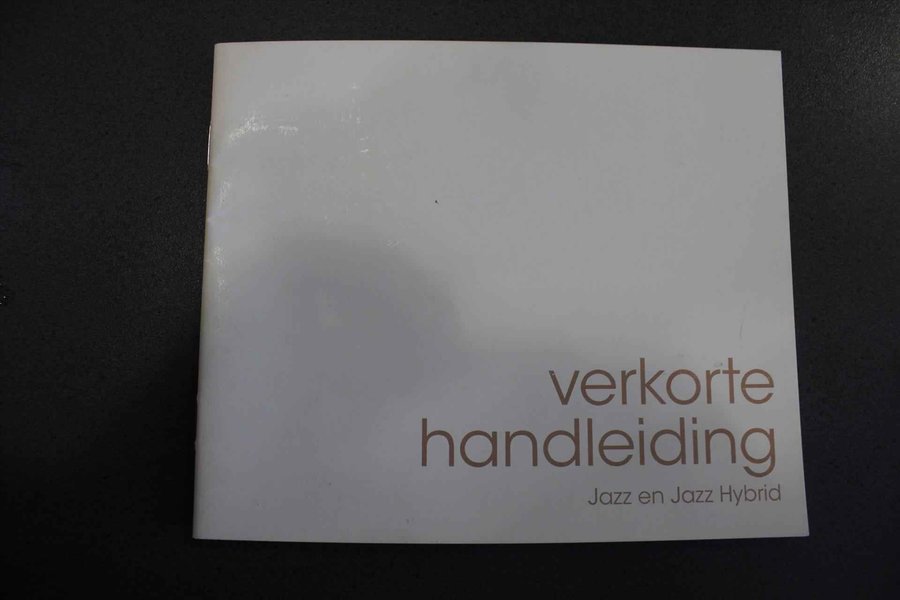 verkorte
handleiding
Jazz en Jazz Hybrid